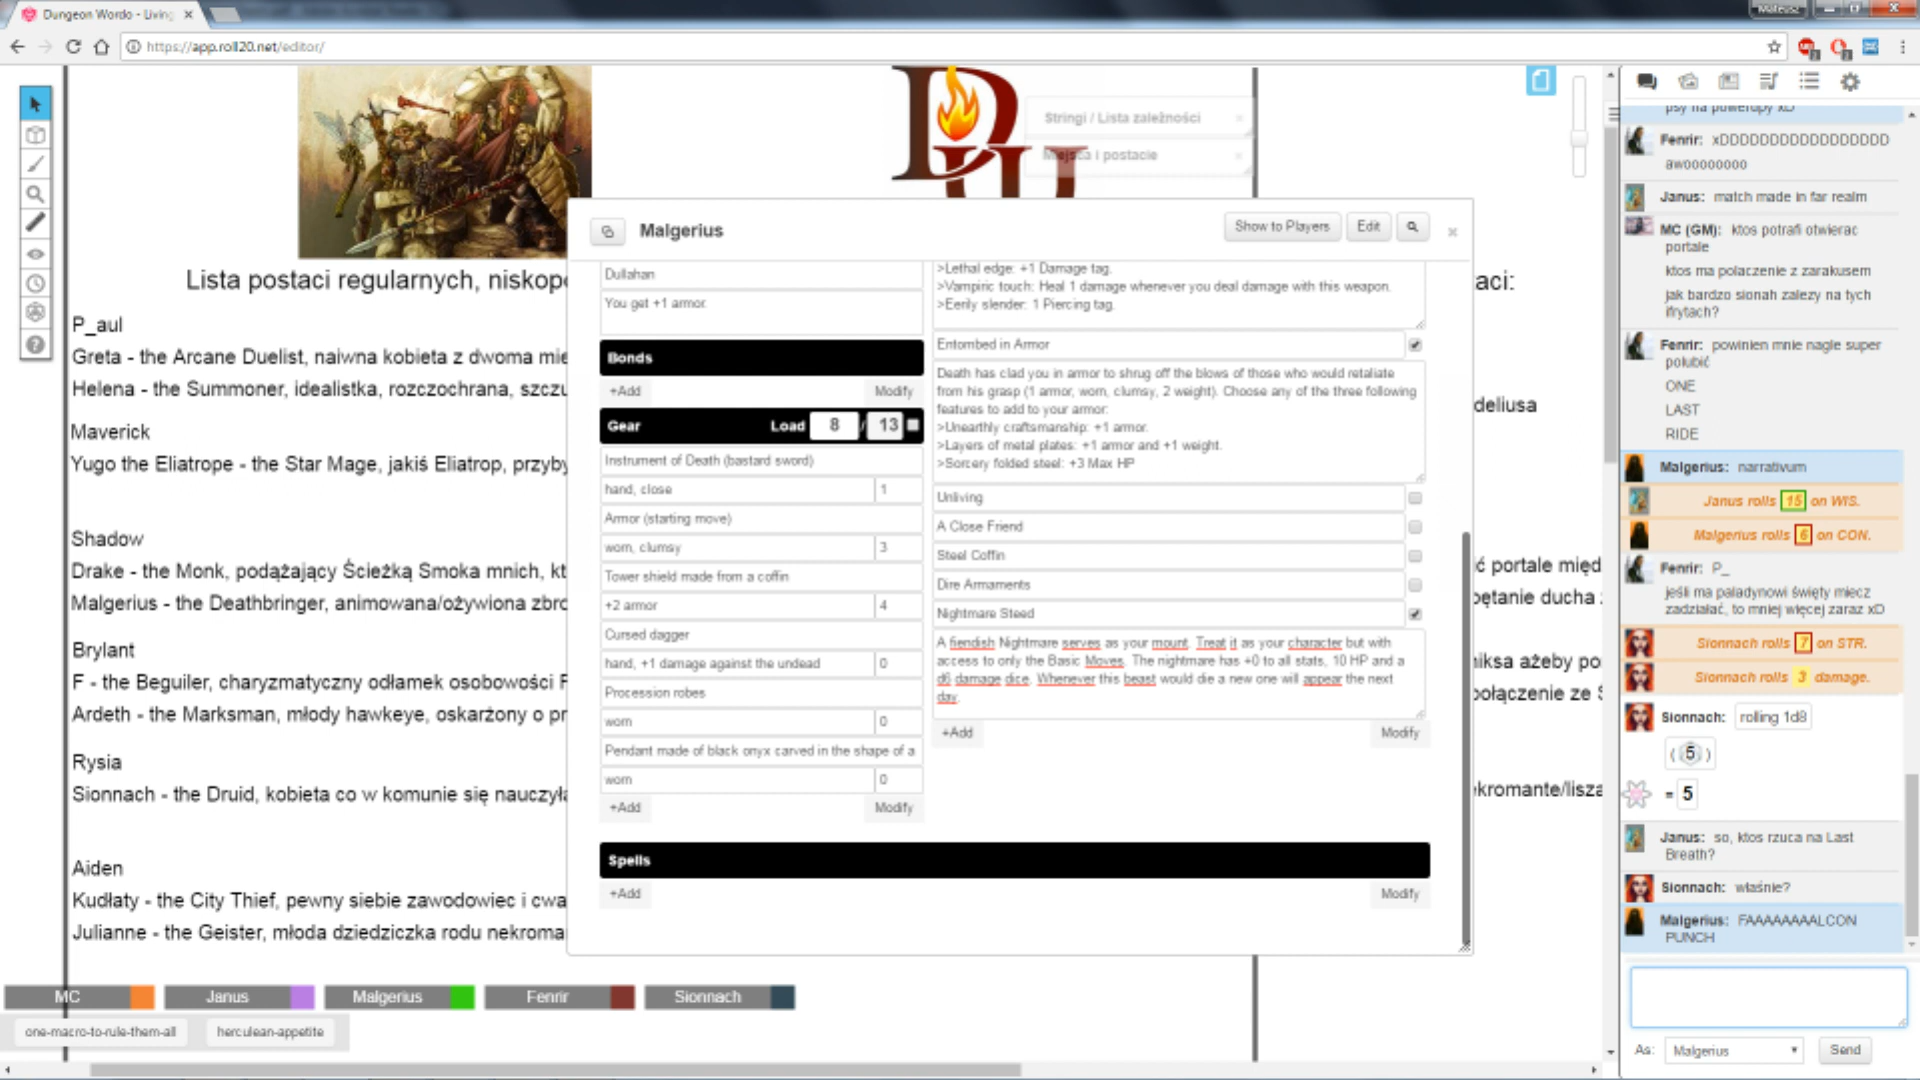 Dungeon Wordo - Living
Mateusz
https://app.roll20.net/editor/
Stringi / Lista zależności
Miejsca i postacie
Lista postaci regularnych, niskopo
aci:
P_aul
Greta - the Arcane Duelist, naiwna kobieta z dwoma mie
Helena - the Summoner, idealistka, rozczochrana, szczu
deliusa
Maverick
Yugo the Eliatrope - the Star Mage, jakiś Eliatrop, przyby
Shadow
Drake - the Monk, podążający Ścieżką Smoka mnich, kt
ć portale międ
Malgerius - the Deathbringer, animowana/ożywiona zbro
pętanie ducha
Brylant
F - the Beguiler, charyzmatyczny odłamek osobowości F
niksa ażeby po
Ardeth - the Marksman, młody hawkeye, oskarżony o pr
połączenie ze S
Rysia
Sionnach - the Druid, kobieta co w komunie się nauczyła
ekromante/lisza
Aiden
Kudłaty - the City Thief, pewny siebie zawodowiec i cwa
Julianne - the Geister, młoda dziedziczka rodu nekroma
Malgerius
Show to Players
Edit
Dullahan
You get +1 armor.
Bonds
+Add
Modify
Gear
Load 8 / 13
Instrument of Death (bastard sword)
hand, close 1
Armor (starting move)
worn, clumsy 3
Tower shield made from a coffin
+2 armor 4
Cursed dagger
hand, +1 damage against the undead 0
Procession robes
worn 0
Pendant made of black onyx carved in the shape of a
worn 0
+Add
Modify
>Lethal edge: +1 Damage tag.
>Vampiric touch: Heal 1 damage whenever you deal damage with this weapon.
>Eerily slender: 1 Piercing tag.
Entombed in Armor
Death has clad you in armor to shrug off the blows of those who would retaliate
from his grasp (1 armor, worn, clumsy, 2 weight). Choose any of the three following
features to add to your armor:
>Unearthly craftsmanship: +1 armor.
>Layers of metal plates: +1 armor and +1 weight.
>Sorcery folded steel: +3 Max HP
Unliving
A Close Friend
Steel Coffin
Dire Armaments
Nightmare Steed
A fiendish Nightmare serves as your mount. Treat it as your character but with
access to only the Basic Moves. The nightmare has +0 to all stats, 10 HP and a
d6 damage dice. Whenever this beast would die a new one will appear the next
day.
+Add
Modify
Spells
+Add
Modify
psy na powerupy xD
Fenrir: xDDDDDDDDDDDDDDDDD
awoooooooo
Janus: match made in far realm
MC (GM): ktos potrafi otwierac
portale
ktos ma polaczenie z zarakusem
jak bardzo sionah zalezy na tych
ifrytach?
Fenrir: powinien mnie nagle super
polubić
ONE
LAST
RIDE
Malgerius: narrativum
Janus rolls 15 on WIS.
Malgerius rolls 6 on CON.
Fenrir: P_
jeśli ma paladynowi święty miecz
zadziałać, to mniej więcej zaraz xD
Sionnach rolls 7 on STR.
Sionnach rolls 3 damage.
Sionnach: rolling 1d8
(5)
= 5
Janus: so, ktos rzuca na Last
Breath?
Sionnach: właśnie?
Malgerius: FAAAAAAAALCON
PUNCH
As: Malgerius
Send
MC
Janus
Malgerius
Fenrir
Sionnach
one-macro-to-rule-them-all
herculean-appetite